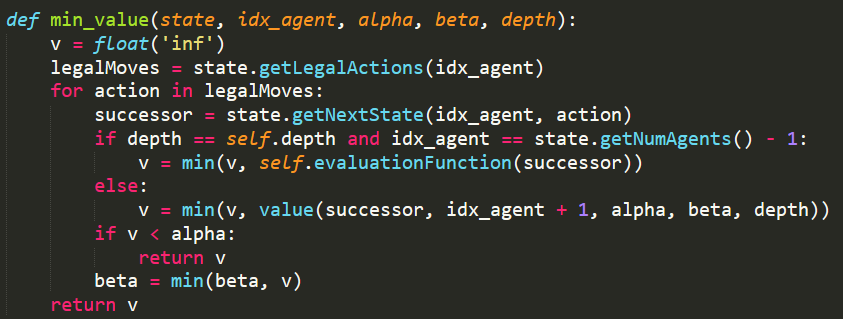 def min_value(state, idx_agent, alpha, beta, depth):
    v = float('inf')
    legalMoves = state.getLegalActions(idx_agent)
    for action in legalMoves:
        successor = state.getNextState(idx_agent, action)
        if depth == self.depth and idx_agent == state.getNumAgents() - 1:
            v = min(v, self.evaluationFunction(successor))
        else:
            v = min(v, value(successor, idx_agent + 1, alpha, beta, depth))
        if v < alpha:
            return v
        beta = min(beta, v)
    return v